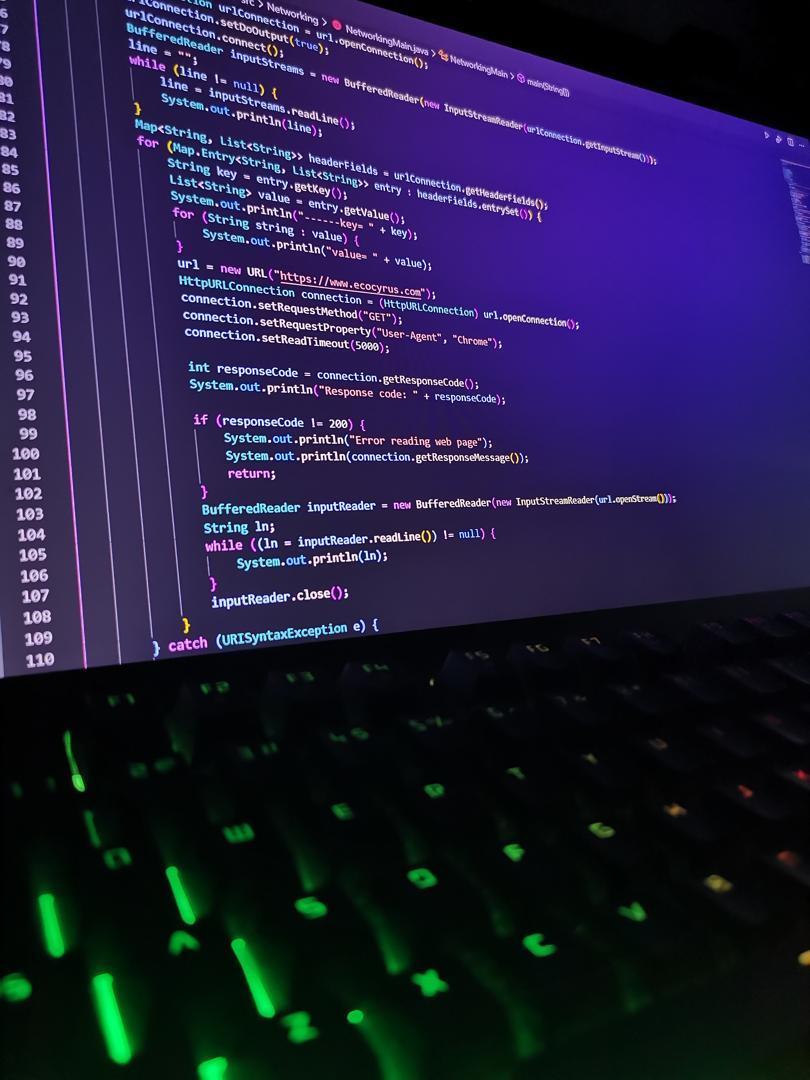 src > Networking > NetworkingMain.java > NetworkingMain > main(String[])
urlConnection = url.openConnection();
urlConnection.setDoOutput(true);
urlConnection.connect();
BufferedReader inputStreams = new BufferedReader(new InputStreamReader(urlConnection.getInputStream()));
line = "";
while (line != null) {
line = inputStreams.readLine();
System.out.println(line);
81 }
82 Map<String, List<String>> headerFields = urlConnection.getHeaderFields();
83 for (Map.Entry<String, List<String>> entry : headerFields.entrySet()) {
84 String key = entry.getKey();
85 List<String> value = entry.getValue();
86 System.out.println("------key= " + key);
87 for (String string : value) {
88 System.out.println("value= " + value);
89 }
90 url = new URL("https://www.ecocyrus.com");
91 HttpURLConnection connection = (HttpURLConnection) url.openConnection();
92 connection.setRequestMethod("GET");
93 connection.setRequestProperty("User-Agent", "Chrome");
94 connection.setReadTimeout(5000);
95
96 int responseCode = connection.getResponseCode();
97 System.out.println("Response code: " + responseCode);
98
99 if (responseCode != 200) {
100 System.out.println("Error reading web page");
101 System.out.println(connection.getResponseMessage());
102 return;
103 }
104 BufferedReader inputReader = new BufferedReader(new InputStreamReader(url.openStream()));
105 String ln;
106 while ((ln = inputReader.readLine()) != null) {
107 System.out.println(ln);
108 }
109 inputReader.close();
110 }
} catch (URISyntaxException e) {
F1 F2 F3 F4 F5 F6 F7
W E R T Y
S D F G
Z X C V